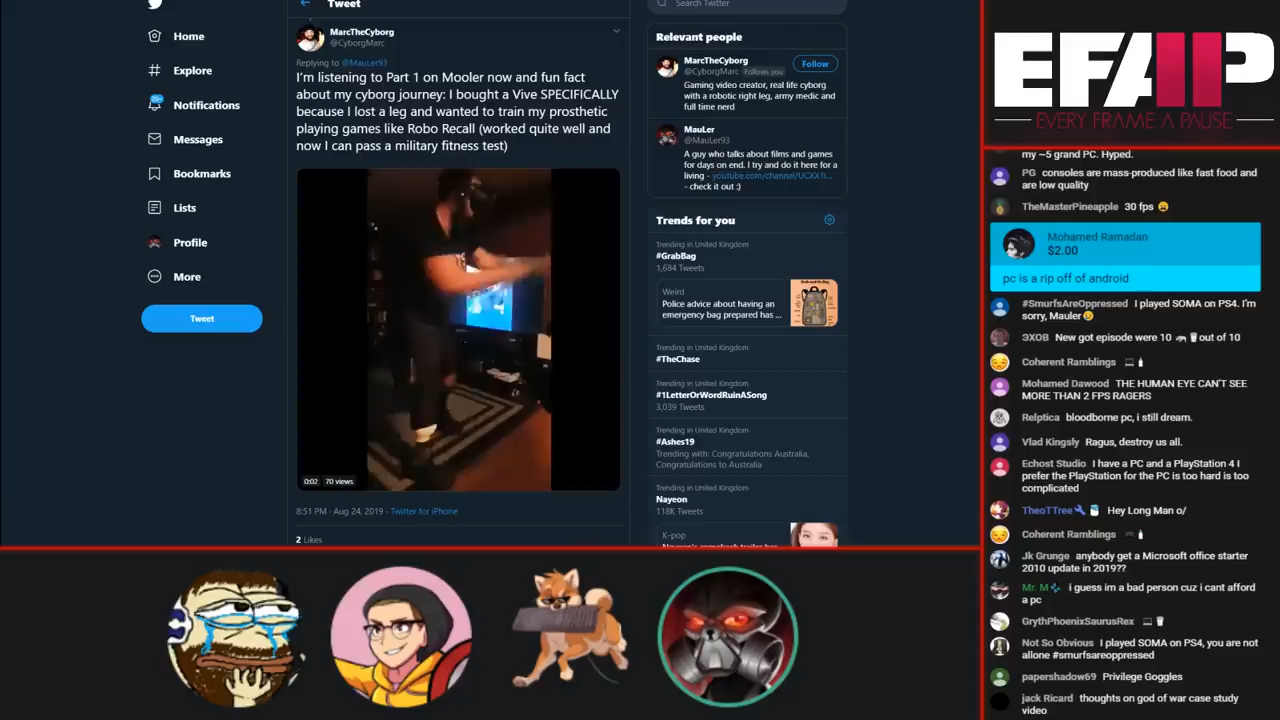 Tweet
Search Twitter
Home
Explore
20+
Notifications
Messages
Bookmarks
Lists
Profile
More
Tweet
MarcTheCyborg
@CyborgMarc
Replying to @MauLer93
I'm listening to Part 1 on Mooler now and fun fact
about my cyborg journey: I bought a Vive SPECIFICALLY
because I lost a leg and wanted to train my prosthetic
playing games like Robo Recall (worked quite well and
now I can pass a military fitness test)
0:02 70 views
8:51 PM · Aug 24, 2019 · Twitter for iPhone
2 Likes
Relevant people
MarcTheCyborg
@CyborgMarc Follows you
Follow
Gaming video creator, real life cyborg
with a robotic right leg, army medic and
full time nerd
MauLer
@MauLer93
A guy who talks about films and games
for days on end. I try and do it here for a
living - youtube.com/channel/UCXX1i...
- check it out :)
Trends for you
Trending in United Kingdom
#GrabBag
1,684 Tweets
Weird
Police advice about having an
emergency bag prepared has ...
Trending in United Kingdom
#TheChase
Trending in United Kingdom
#1LetterOrWordRuinASong
3,039 Tweets
Trending in United Kingdom
#Ashes19
Trending with: Congratulations Australia,
Congratulations to Australia
Trending in United Kingdom
Nayeon
118K Tweets
K-pop
EFAP
EVERY FRAME A PAUSE
my ~5 grand PC. Hyped.
PG consoles are mass-produced like fast food and
are low quality
TheMasterPineapple 30 fps 😩
Mohamed Ramadan
$2.00
pc is a rip off of android
#SmurfsAreOppressed I played SOMA on PS4. I'm
sorry, Mauler😟
ЭХОВ New got episode were 10 out of 10
Coherent Ramblings
Mohamed Dawood THE HUMAN EYE CAN'T SEE
MORE THAN 2 FPS RAGERS
Relptica bloodborne pc, i still dream.
Vlad Kingsly Ragus, destroy us all.
Echost Studio I have a PC and a PlayStation 4 I
prefer the PlayStation for the PC is too hard is too
complicated
TheoTTree Hey Long Man o/
Coherent Ramblings
Jk Grunge anybody get a Microsoft office starter
2010 update in 2019??
Mr. M i guess im a bad person cuz i cant afford
a pc
GrythPhoenixSaurusRex
Not So Obvious I played SOMA on PS4, you are not
allone #smurfsareoppressed
papershadow69 Privilege Goggles
jack Ricard thoughts on god of war case study
video